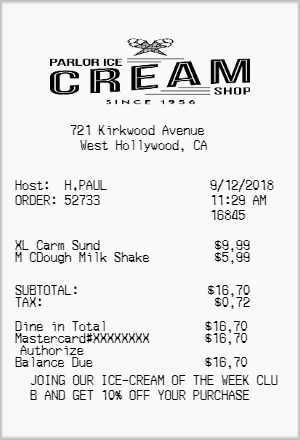 PARLOR ICE
CREAM
SHOP
SINCE 1956
721 Kirkwood Avenue
West Hollywood, CA
Host: H.PAUL 9/12/2018
ORDER: 52733 11:29 AM
16845
XL Carm Sund $9,99
M CDough Milk Shake $5,99
SUBTOTAL: $16,70
TAX: $0,72
Dine in Total $16,70
Mastercard#XXXXXXXX $16,70
Authorize
Balance Due $16,70
JOING OUR ICE-CREAM OF THE WEEK CLU
B AND GET 10% OFF YOUR PURCHASE